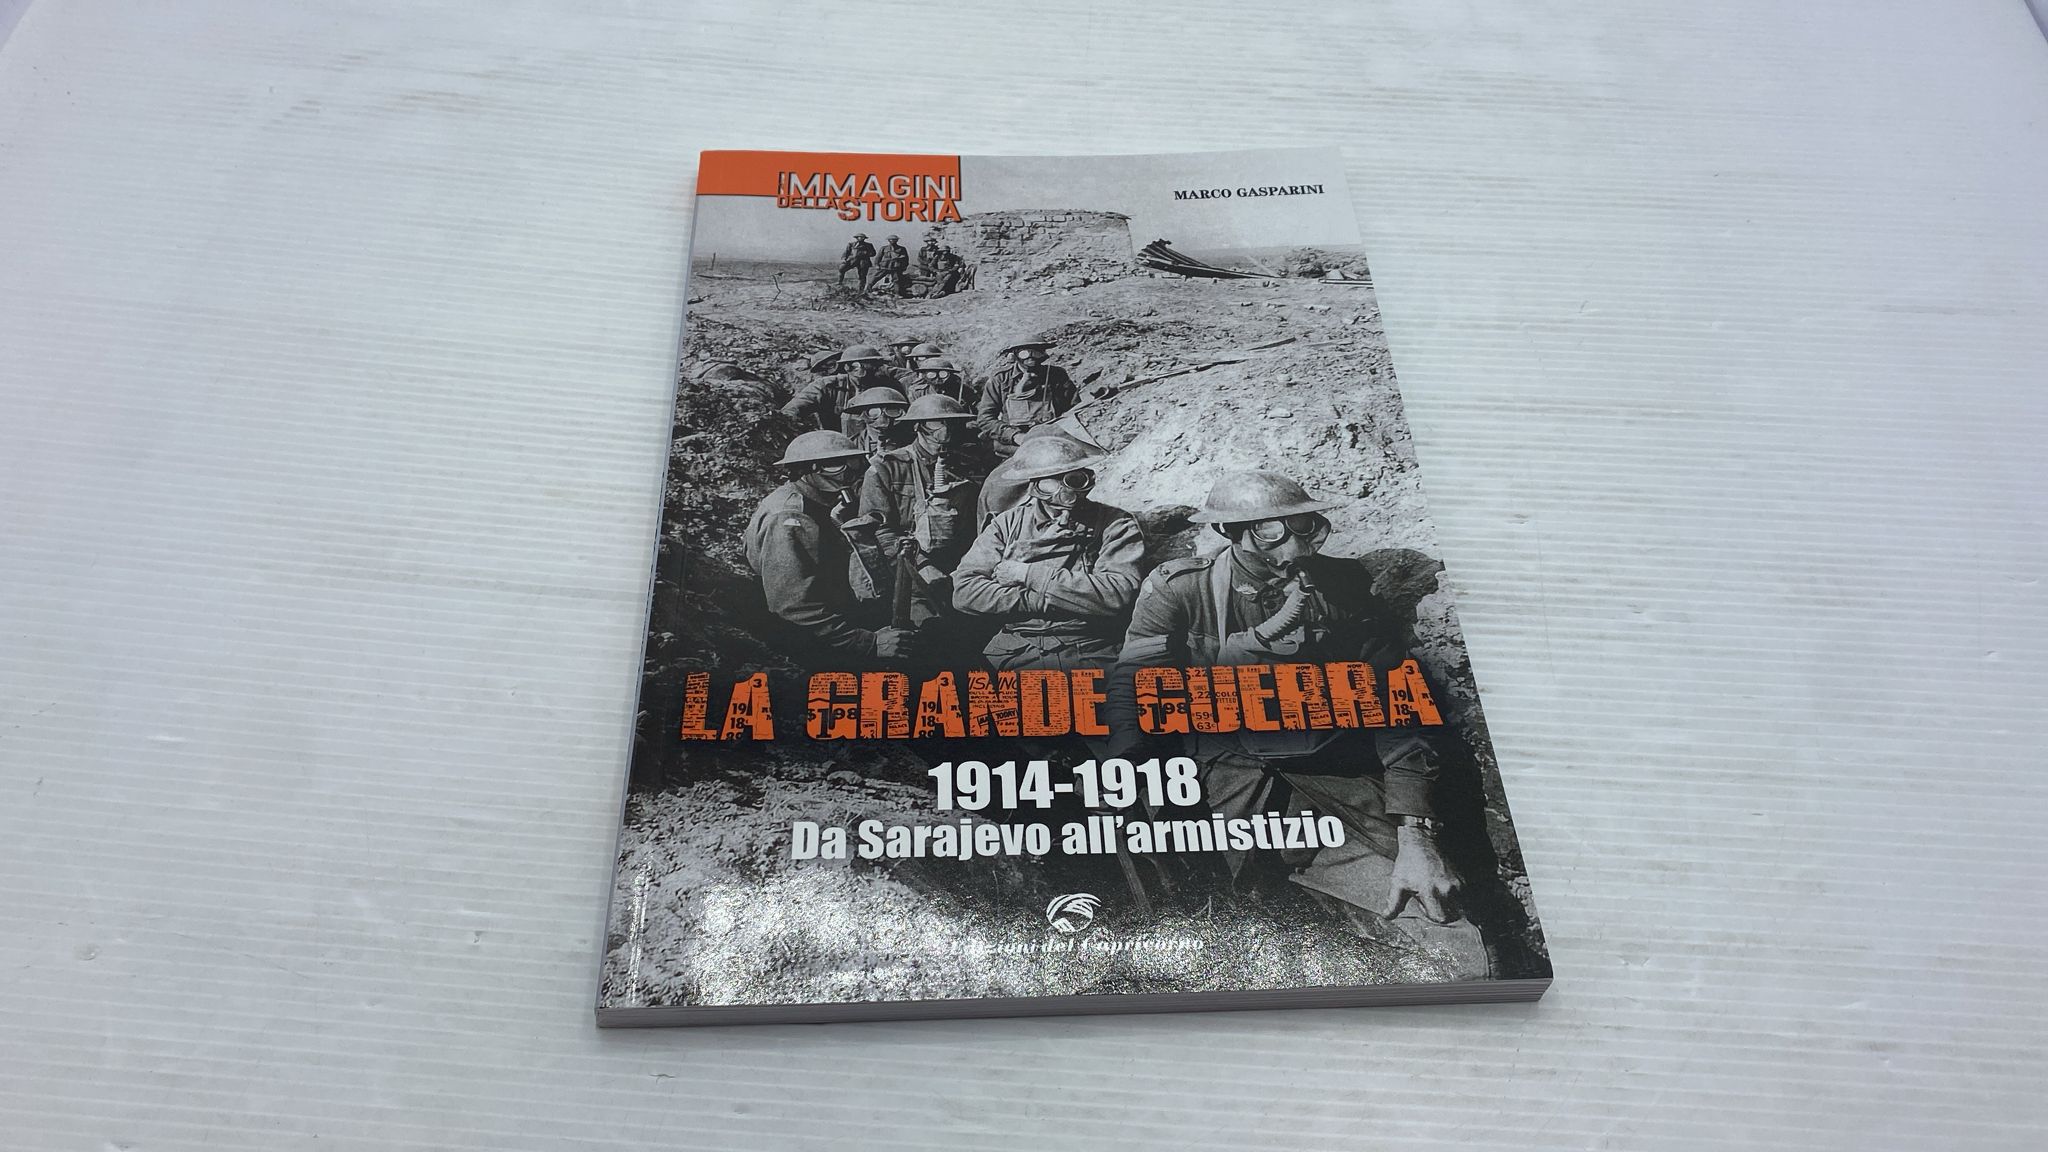 IMMAGINI
DELLA STORIA
MARCO GASPARINI
LA GRANDE GUERRA
1914-1918
Da Sarajevo all'armistizio
Edizioni del Capricorno